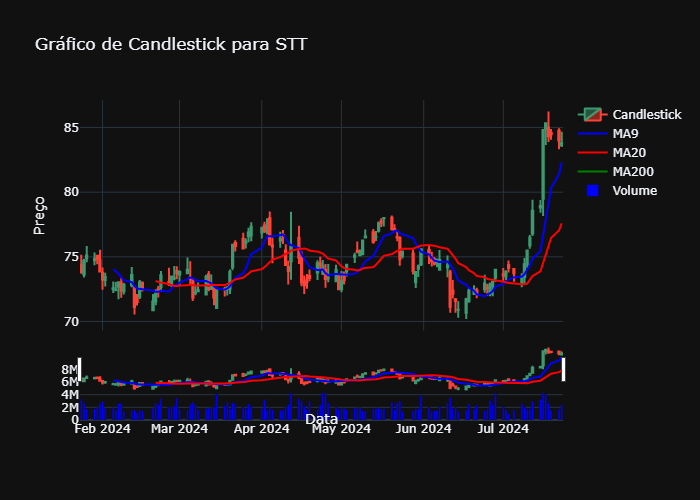 Gráfico de Candlestick para STT
Candlestick
MA9
MA20
MA200
Volume
85
80
75
70
Preço
8M
6M
4M
2M
0
Data
Feb 2024
Mar 2024
Apr 2024
May 2024
Jun 2024
Jul 2024